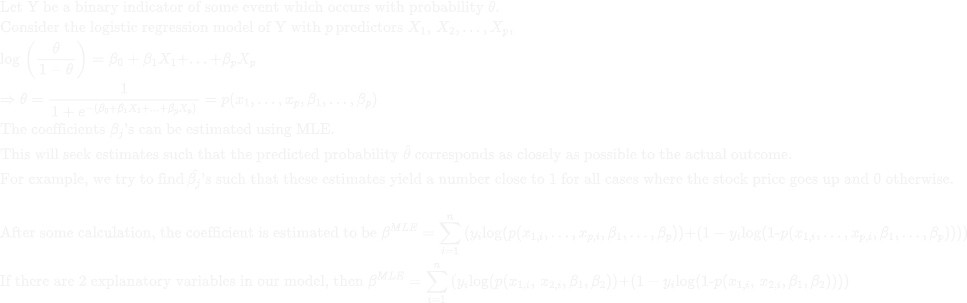 Let Y be a binary indicator of some event which occurs with probability θ.
Consider the logistic regression model of Y with p predictors X₁, X₂, …, Xₚ,
log(θ / (1 − θ)) = β₀ + β₁X₁+…+βₚXₚ
⇒ θ = 1 / (1 + e^−(β₀+β₁X₁+…+βₚXₚ)) = p(x₁, …, xₚ, β₁, …, βₚ)
The coefficients βⱼ's can be estimated using MLE.
This will seek estimates such that the predicted probability θ̂ corresponds as closely as possible to the actual outcome.
For example, we try to find β̂ⱼ's such that these estimates yield a number close to 1 for all cases where the stock price goes up and 0 otherwise.
After some calculation, the coefficient is estimated to be β^MLE = ∑_{i=1}^{n} (yᵢlog(p(x₁,ᵢ, …, xₚ,ᵢ, β₁, …, βₚ))+(1 − yᵢlog(1-p(x₁,ᵢ, …, xₚ,ᵢ, β₁, …, βₚ))))
If there are 2 explanatory variables in our model, then β^MLE = ∑_{i=1}^{n} (yᵢlog(p(x₁,ᵢ, x₂,ᵢ, β₁, β₂))+(1 − yᵢlog(1-p(x₁,ᵢ, x₂,ᵢ, β₁, β₂))))